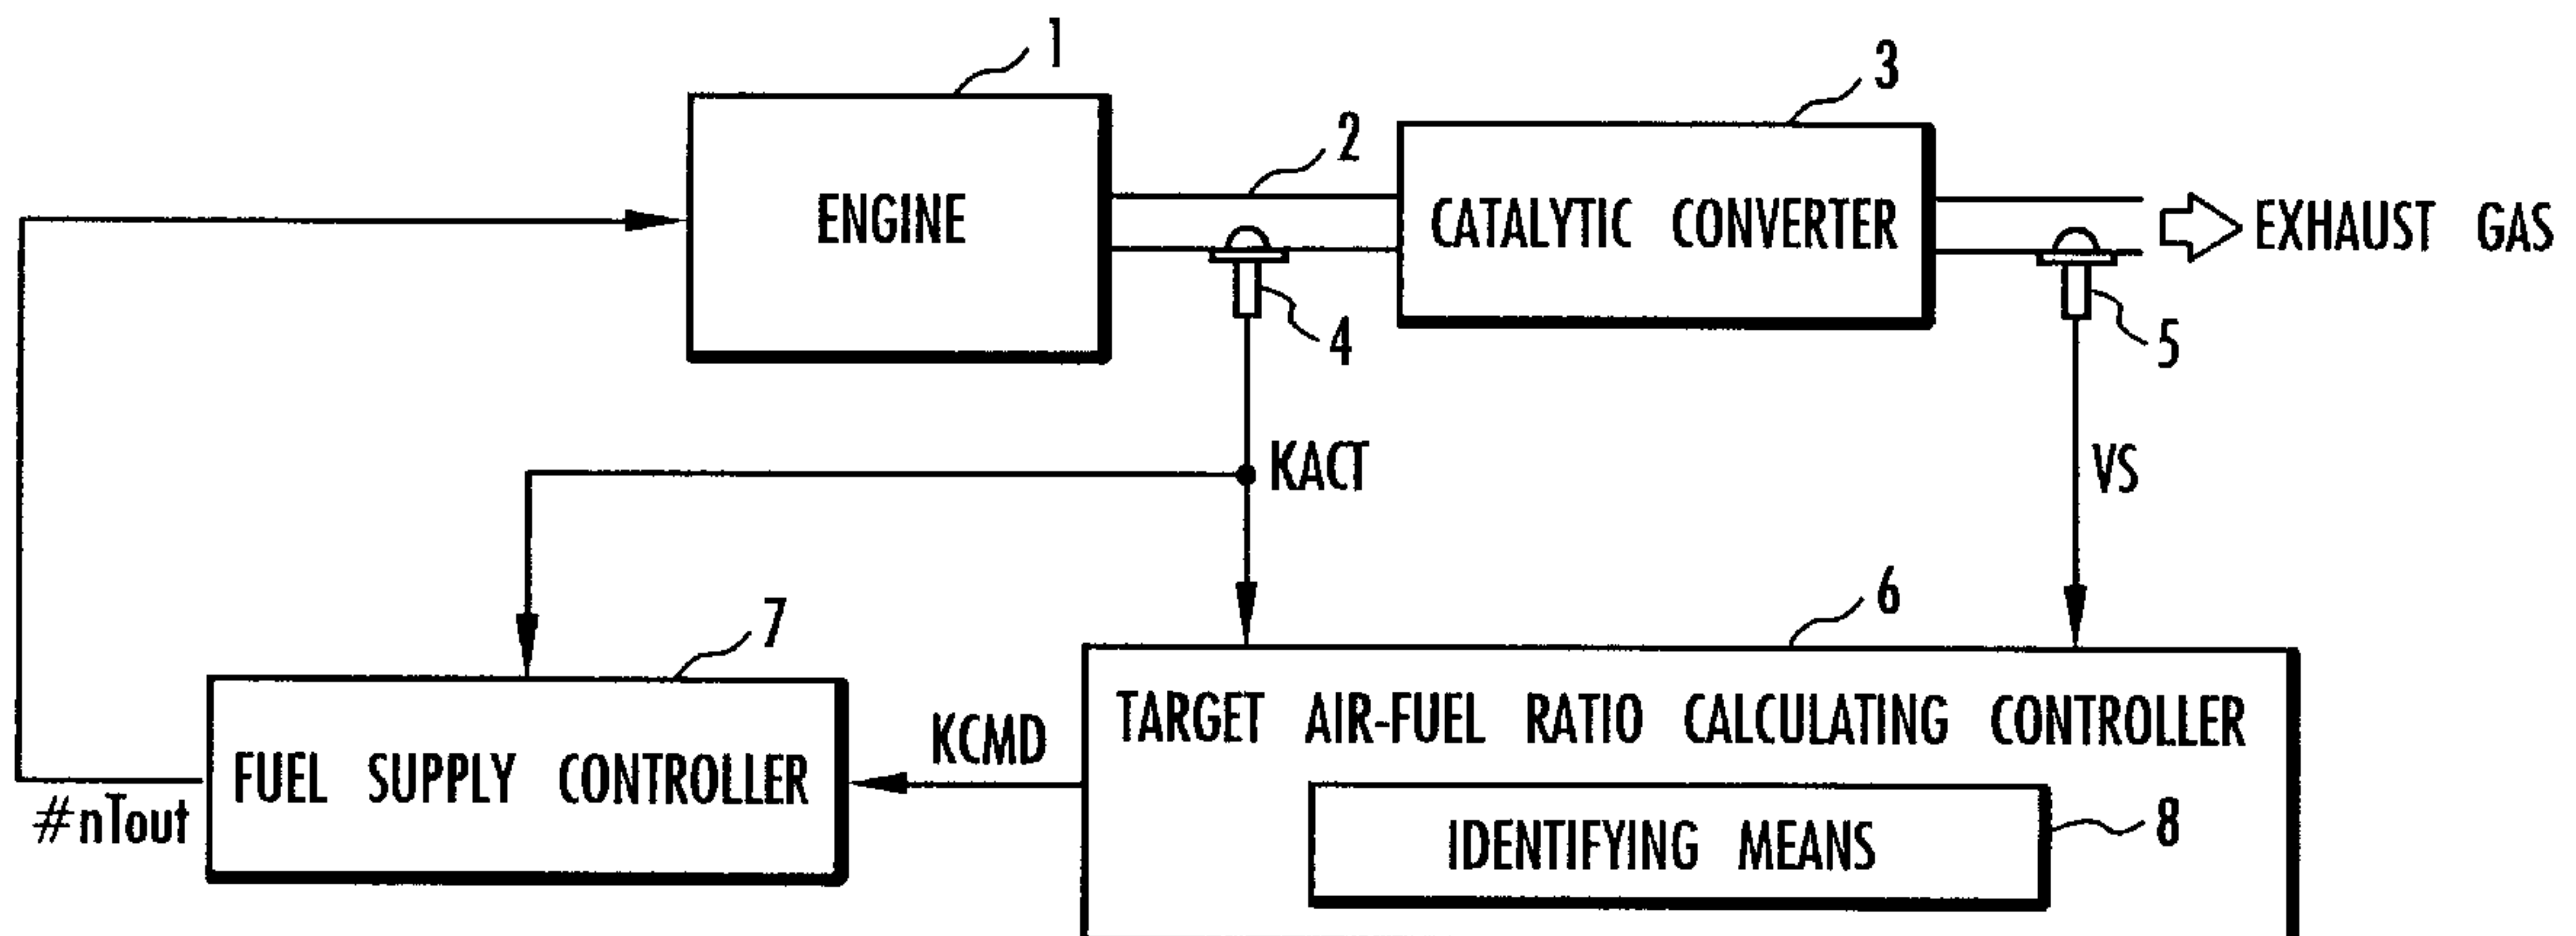 1
3
2
ENGINE
CATALYTIC CONVERTER
EXHAUST GAS
4
5
KACT
VS
6
7
TARGET AIR-FUEL RATIO CALCULATING CONTROLLER
KCMD
FUEL SUPPLY CONTROLLER
#nTout
IDENTIFYING MEANS
8